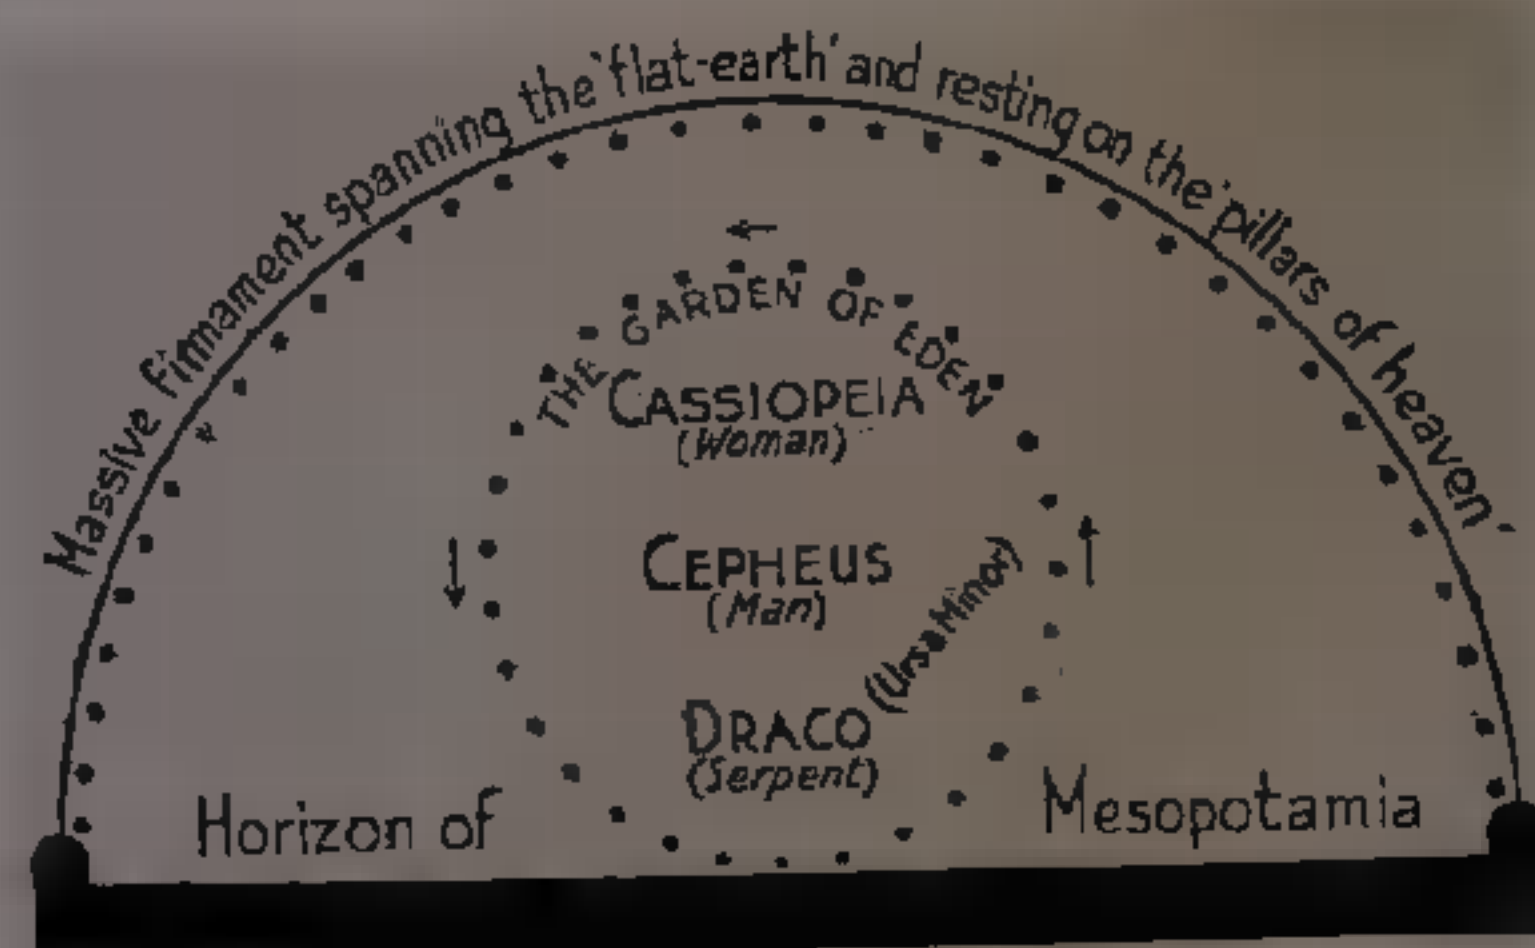 Massive firmament spanning the 'flat-earth' and resting on the 'pillars of heaven'
THE GARDEN OF EDEN
CASSIOPEIA
(Woman)
CEPHEUS
(Man)
(Ursa Minor)
DRACO
(Serpent)
Horizon of Mesopotamia